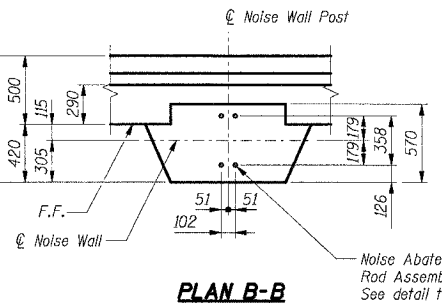 ℄ Noise Wall Post
500
115
290
420
305
179
179
358
570
126
51
51
102
F.F.
℄ Noise Wall
Noise Abate
Rod Assemb
See detail t
PLAN B-B